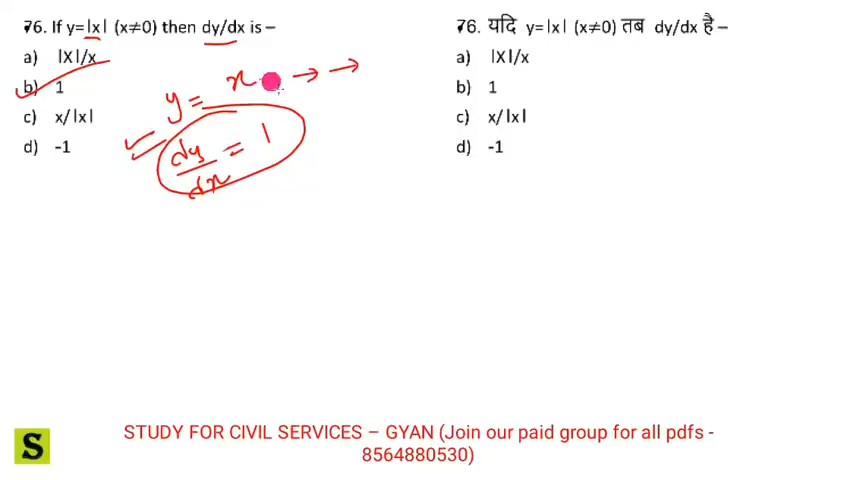 76. If y=|x| (x≠0) then dy/dx is –
a) |X|/x
b) 1
c) x/|x|
d) -1
y = x → →
dy/dx = 1
76. यदि y=|x| (x≠0) तब dy/dx है –
a) |X|/x
b) 1
c) x/|x|
d) -1
S
STUDY FOR CIVIL SERVICES – GYAN (Join our paid group for all pdfs -
8564880530)